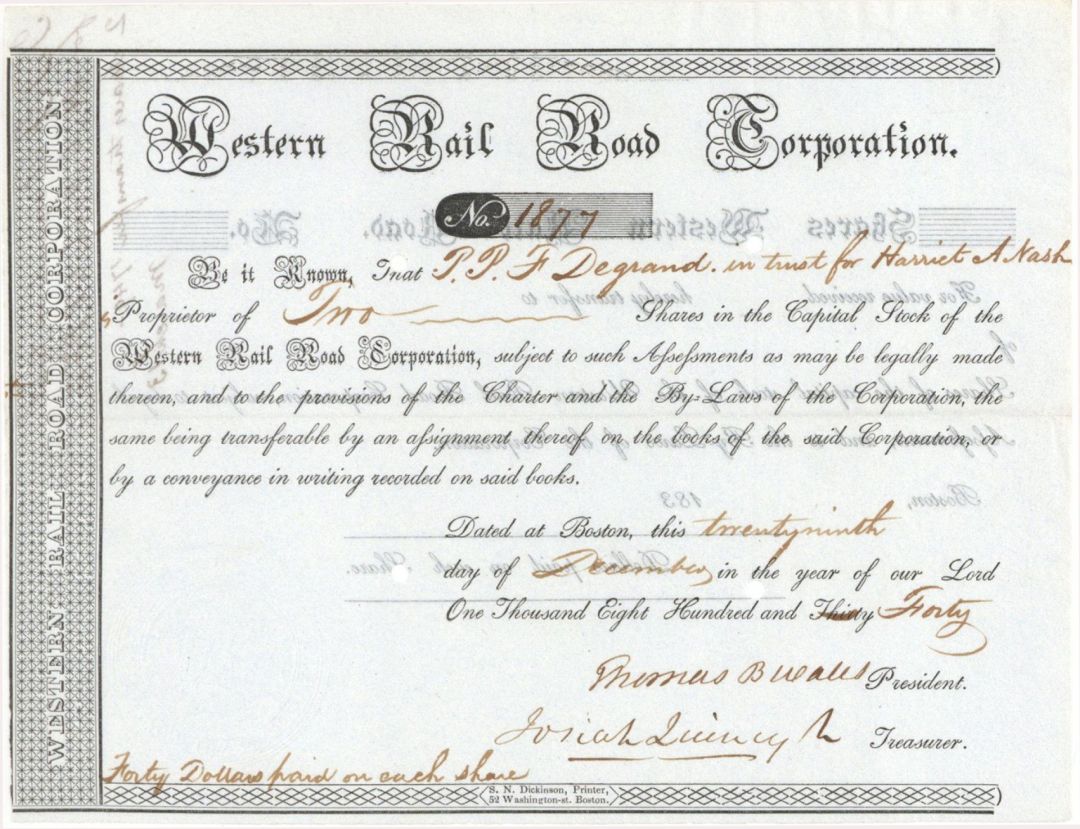 WESTERN RAIL ROAD CORPORATION
Western Rail Road Corporation.
No. 1877
Be it Known, That P. P. F Degrand. in trust for Harriet A Nash
Proprietor of Two Shares in the Capital Stock of the
Western Rail Road Corporation, subject to such Assessments as may be legally made
thereon, and to the provisions of the Charter and the By-Laws of the Corporation, the
same being transferable by an assignment thereof on the books of the said Corporation, or
by a conveyance in writing recorded on said books.
Dated at Boston, this twentyninth
day of December in the year of our Lord
One Thousand Eight Hundred and Thirty Forty
Thomas B Wales President.
Josiah Quincy Jr Treasurer.
Forty Dollars paid on each share
S. N. Dickinson, Printer,
52 Washington-st. Boston.